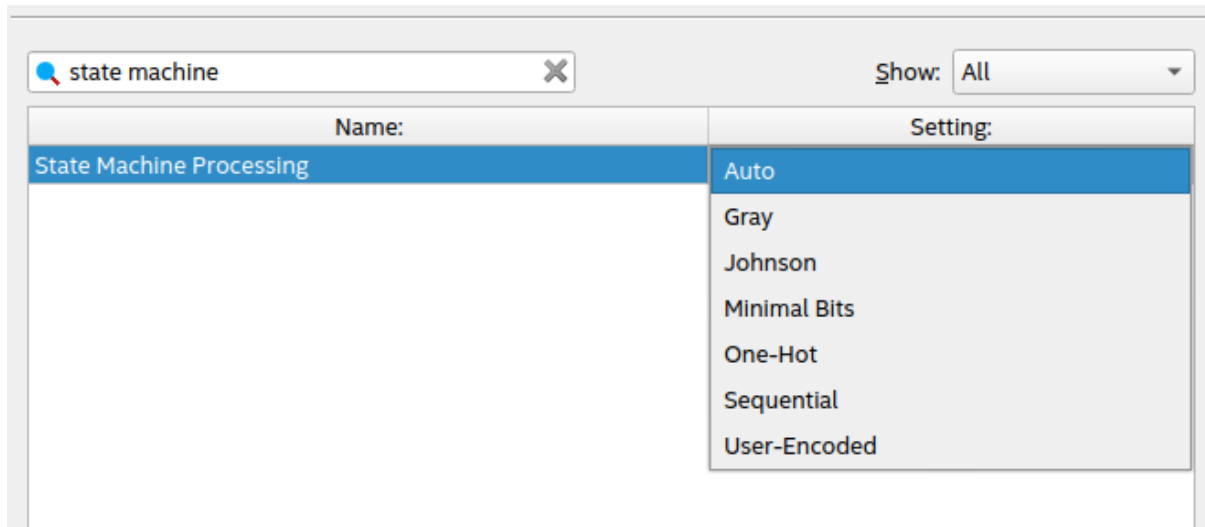 state machine
Show: All
Name: Setting:
State Machine Processing
Auto
Gray
Johnson
Minimal Bits
One-Hot
Sequential
User-Encoded